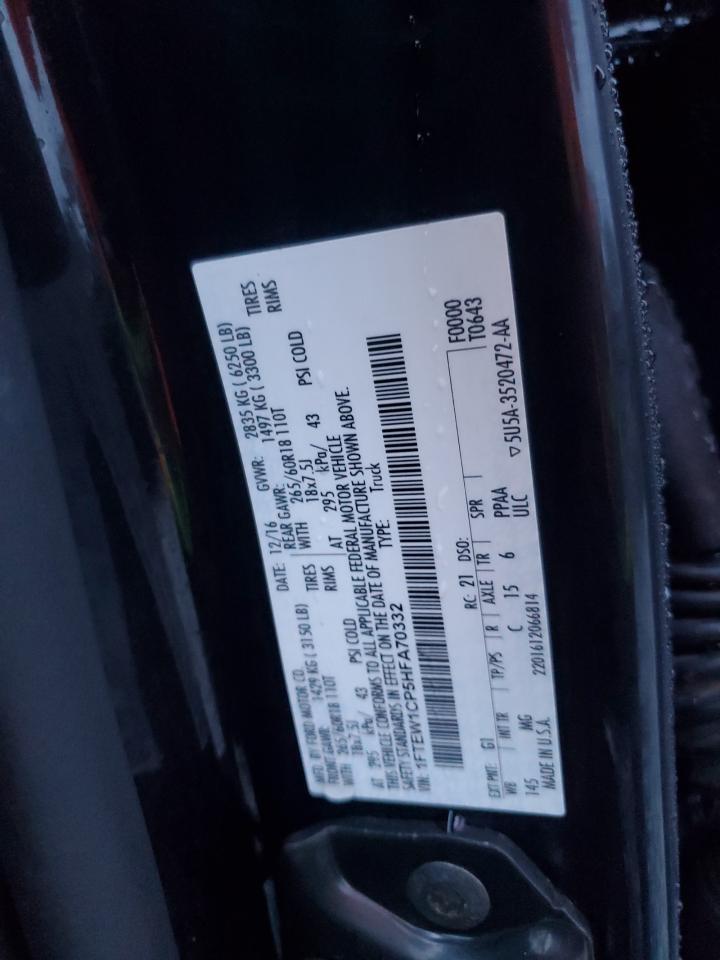 MFD. BY FORD MOTOR CO. DATE: 12/16 GVWR: 2835 KG ( 6250 LB)
FRONT GAWR: 1429 KG ( 3150 LB) REAR GAWR: 1497 KG ( 3300 LB)
WITH 265/60R18 110T TIRES WITH 265/60R18 110T TIRES
18x7.5J RIMS 18x7.5J RIMS
AT 295 kPa/ 43 PSI COLD AT 295 kPa/ 43 PSI COLD
THIS VEHICLE CONFORMS TO ALL APPLICABLE FEDERAL MOTOR VEHICLE
SAFETY STANDARDS IN EFFECT ON THE DATE OF MANUFACTURE SHOWN ABOVE.
VIN: 1FTEW1CP5HFA70332 TYPE: Truck
F0000
EXT PNT: G1 RC: 21 DSO: T0643
WB INT TR TP/PS R AXLE TR SPR
145 MG C 15 6 PPAA
MADE IN U.S.A. 2201612066814 ULC ▽5U5A-3520472-AA